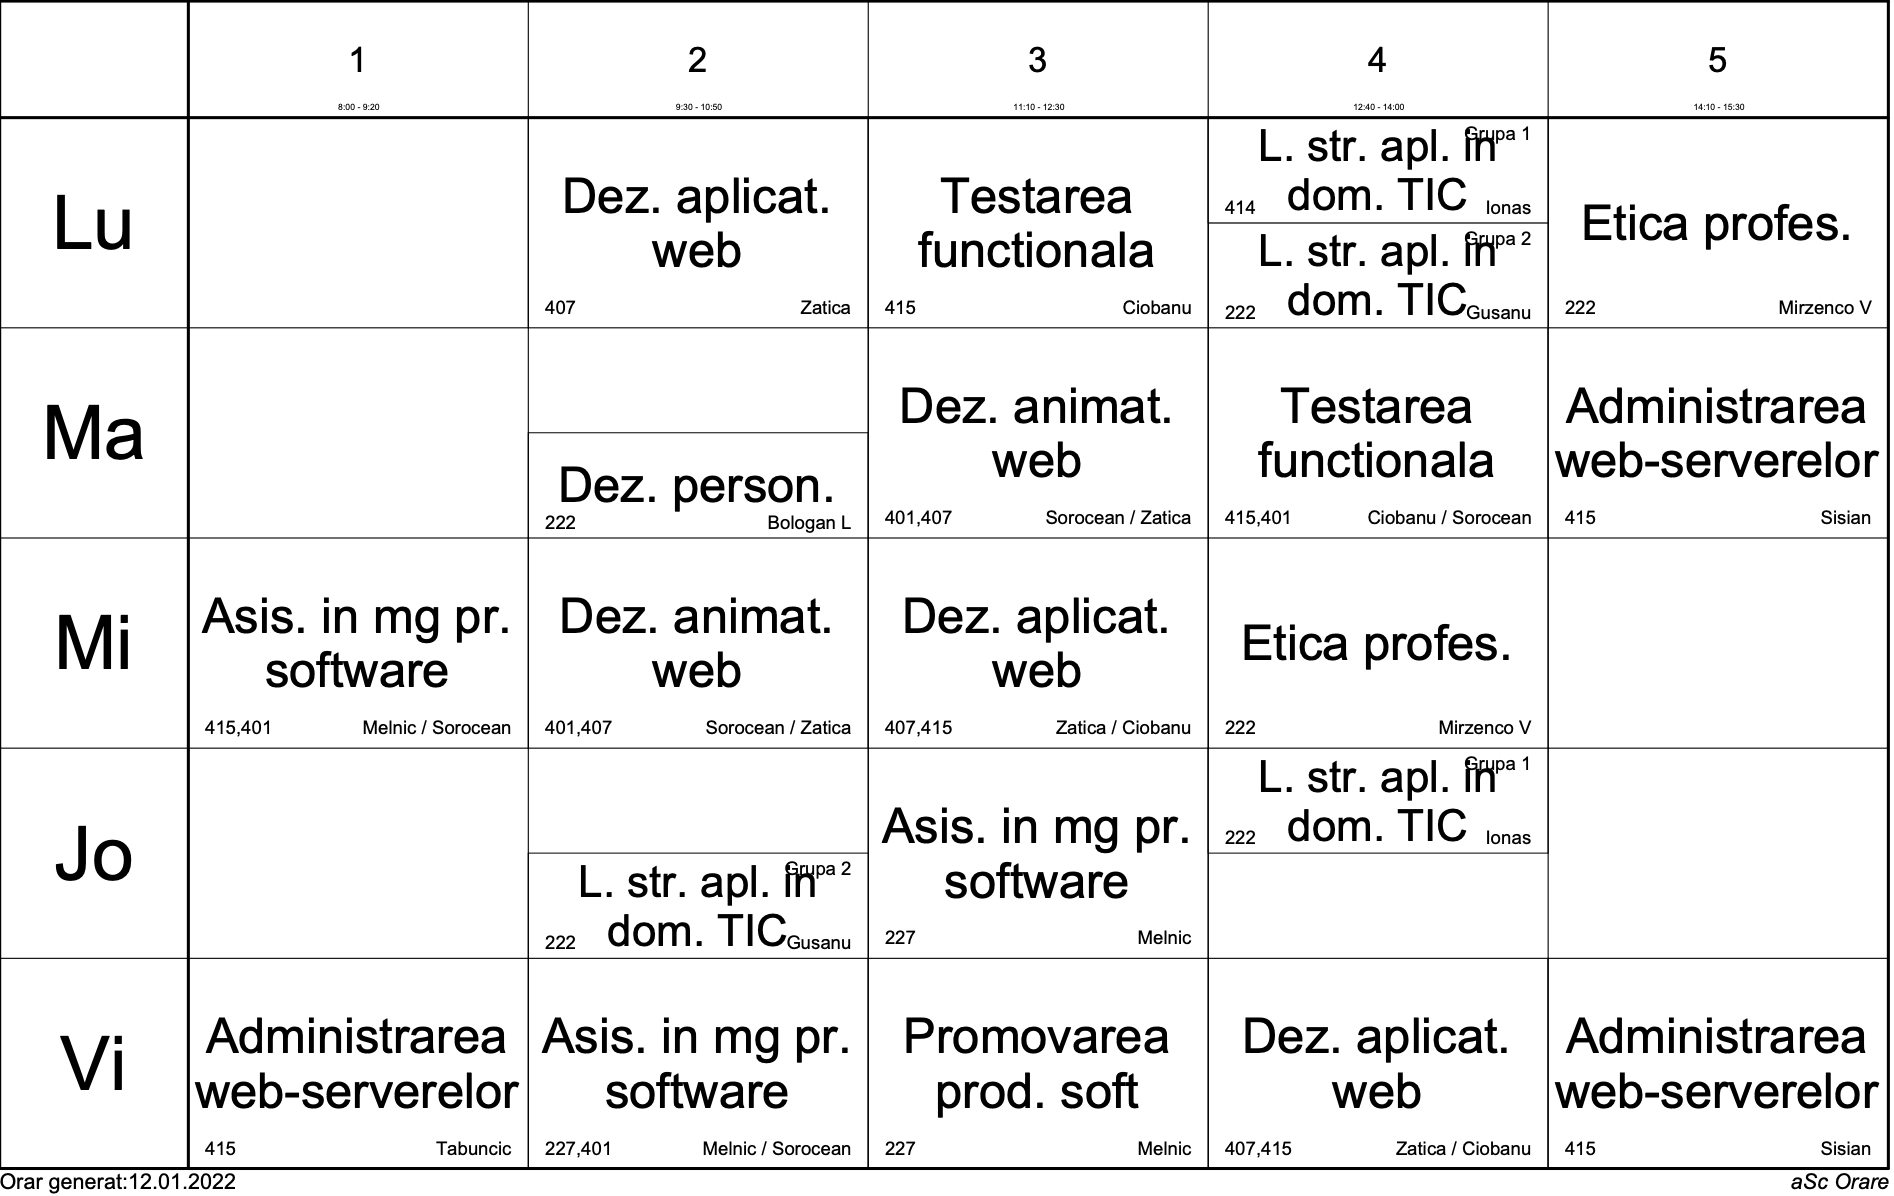 1
2
3
4
5
8:00 - 9:20
9:30 - 10:50
11:10 - 12:30
12:40 - 14:00
14:10 - 15:30
Lu
Dez. aplicat.
web
407
Zatica
Testarea
functionala
415
Ciobanu
Grupa 1
L. str. apl. in
dom. TIC
414
Ionas
Grupa 2
L. str. apl. in
dom. TIC
222
Gusanu
Etica profes.
222
Mirzenco V
Ma
Dez. person.
222
Bologan L
Dez. animat.
web
401,407
Sorocean / Zatica
Testarea
functionala
415,401
Ciobanu / Sorocean
Administrarea
web-serverelor
415
Sisian
Mi
Asis. in mg pr.
software
415,401
Melnic / Sorocean
Dez. animat.
web
401,407
Sorocean / Zatica
Dez. aplicat.
web
407,415
Zatica / Ciobanu
Etica profes.
222
Mirzenco V
Jo
Grupa 2
L. str. apl. in
dom. TIC
222
Gusanu
Asis. in mg pr.
software
227
Melnic
Grupa 1
L. str. apl. in
dom. TIC
222
Ionas
Vi
Administrarea
web-serverelor
415
Tabuncic
Asis. in mg pr.
software
227,401
Melnic / Sorocean
Promovarea
prod. soft
227
Melnic
Dez. aplicat.
web
407,415
Zatica / Ciobanu
Administrarea
web-serverelor
415
Sisian
Orar generat:12.01.2022
aSc Orare